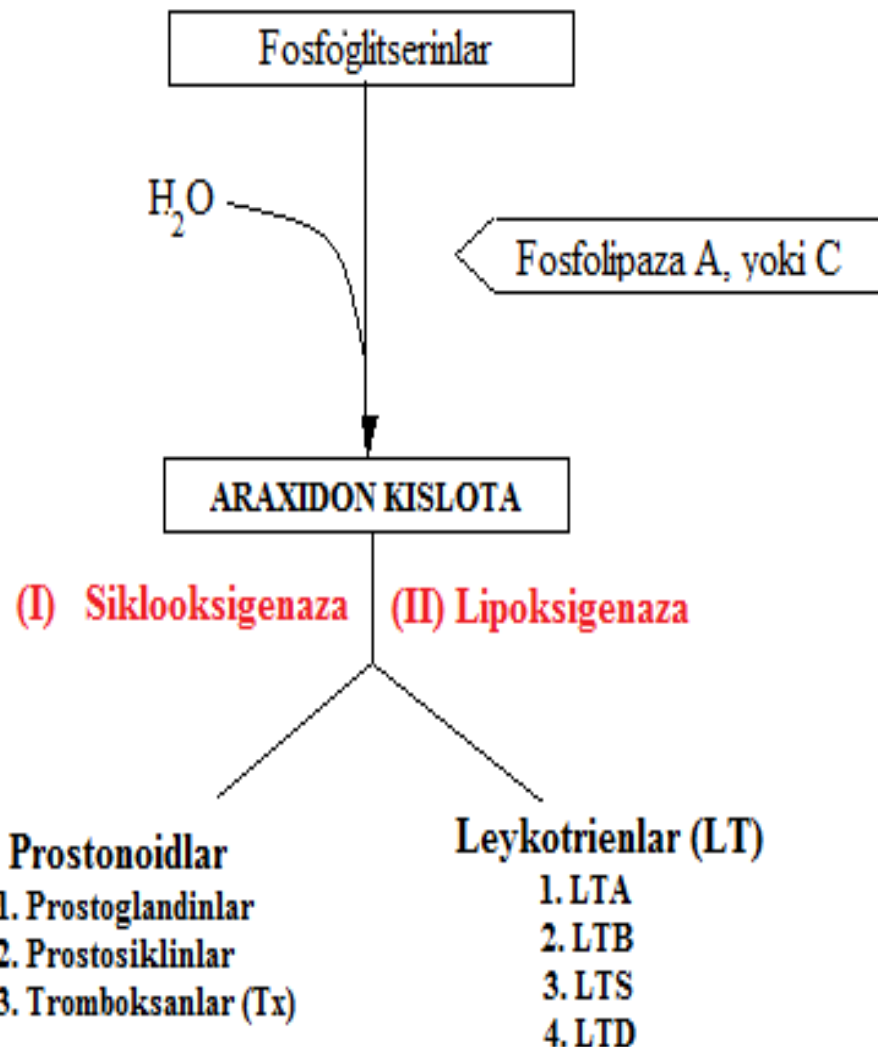 Fosfoglitserinlar
H₂O
Fosfolipaza A, yoki C
ARAXIDON KISLOTA
(I) Siklooksigenaza
(II) Lipoksigenaza
Prostonoidlar
1. Prostoglandinlar
2. Prostosiklinlar
3. Tromboksanlar (Tx)
Leykotrienlar (LT)
1. LTA
2. LTB
3. LTS
4. LTD